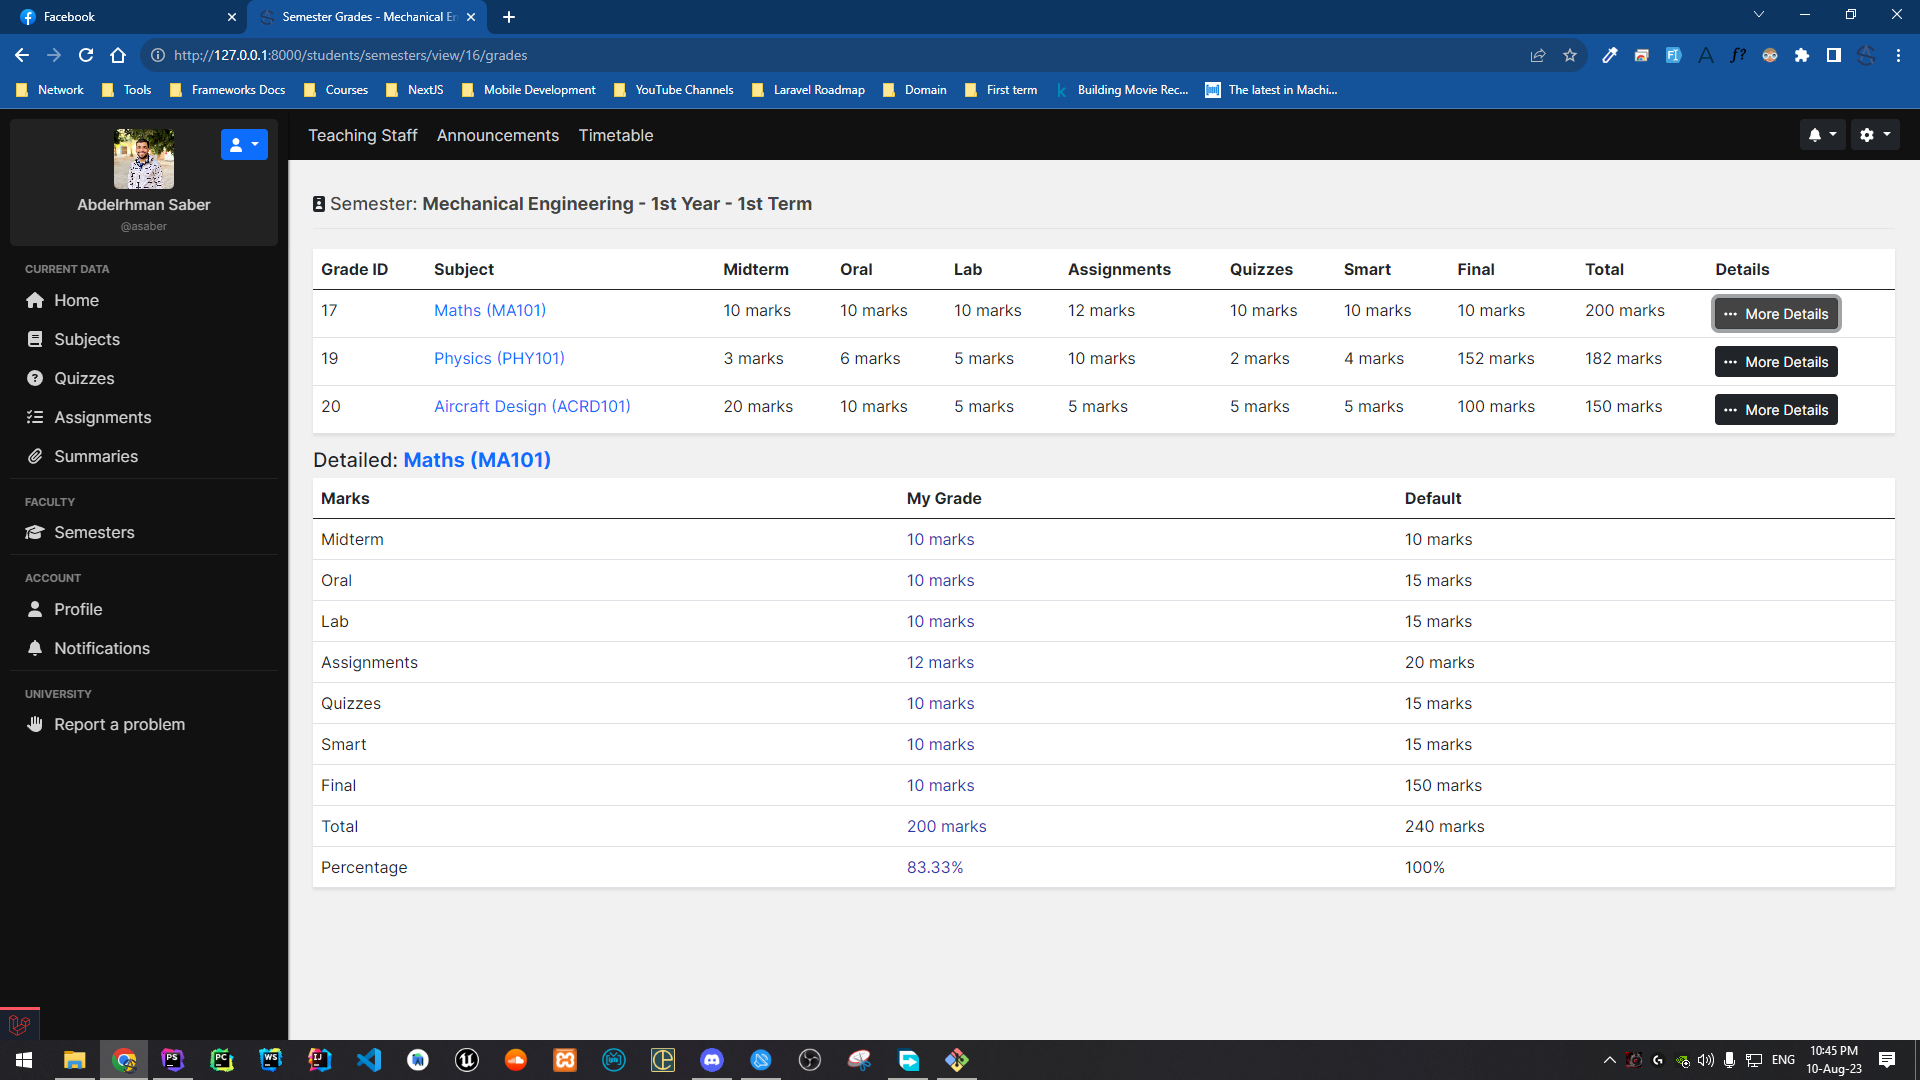 Facebook
Semester Grades - Mechanical En
http://127.0.0.1:8000/students/semesters/view/16/grades
Network Tools Frameworks Docs Courses NextJS Mobile Development YouTube Channels Laravel Roadmap Domain First term Building Movie Rec... The latest in Machi...
Abdelrhman Saber
@asaber
CURRENT DATA
Home
Subjects
Quizzes
Assignments
Summaries
FACULTY
Semesters
ACCOUNT
Profile
Notifications
UNIVERSITY
Report a problem
Teaching Staff Announcements Timetable
Semester: Mechanical Engineering - 1st Year - 1st Term
Grade ID Subject Midterm Oral Lab Assignments Quizzes Smart Final Total Details
17 Maths (MA101) 10 marks 10 marks 10 marks 12 marks 10 marks 10 marks 10 marks 200 marks More Details
19 Physics (PHY101) 3 marks 6 marks 5 marks 10 marks 2 marks 4 marks 152 marks 182 marks More Details
20 Aircraft Design (ACRD101) 20 marks 10 marks 5 marks 5 marks 5 marks 5 marks 100 marks 150 marks More Details
Detailed: Maths (MA101)
Marks My Grade Default
Midterm 10 marks 10 marks
Oral 10 marks 15 marks
Lab 10 marks 15 marks
Assignments 12 marks 20 marks
Quizzes 10 marks 15 marks
Smart 10 marks 15 marks
Final 10 marks 150 marks
Total 200 marks 240 marks
Percentage 83.33% 100%
PS PC WS IJ
ENG
10:45 PM
10-Aug-23